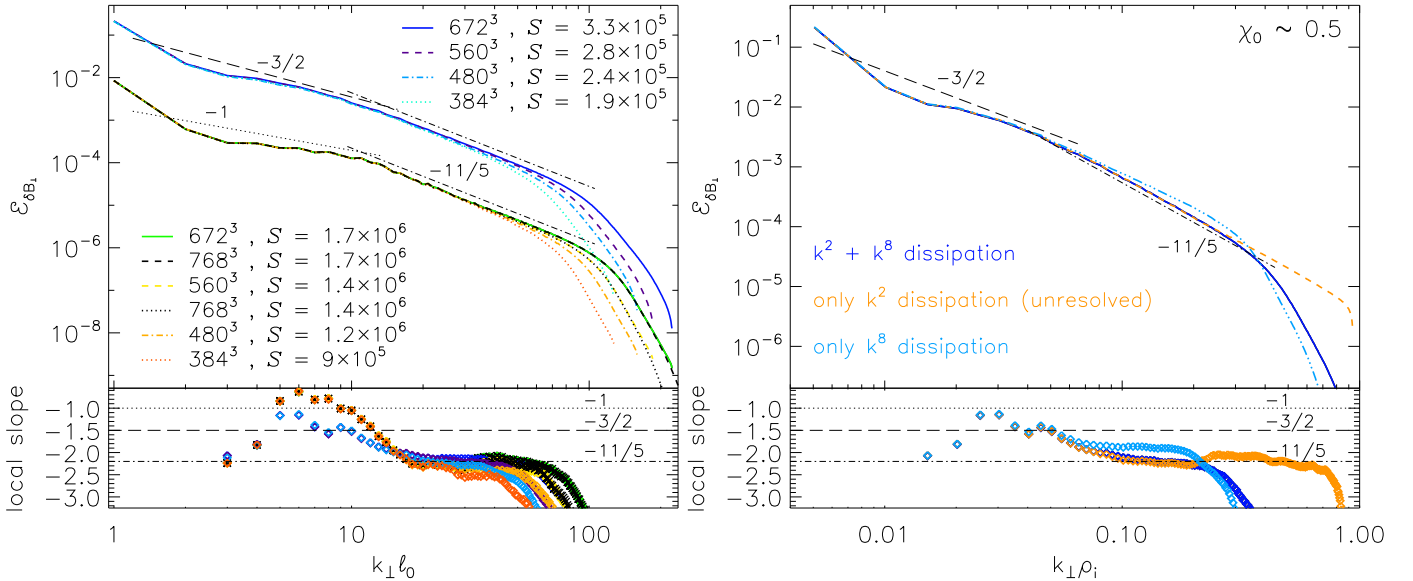 672³ , S = 3.3×10⁵
560³ , S = 2.8×10⁵
480³ , S = 2.4×10⁵
384³ , S = 1.9×10⁵
−3/2
−1
−11/5
10⁻²
10⁻⁴
10⁻⁶
10⁻⁸
ℰ_δB⊥
672³ , S = 1.7×10⁶
768³ , S = 1.7×10⁶
560³ , S = 1.4×10⁶
768³ , S = 1.4×10⁶
480³ , S = 1.2×10⁶
384³ , S = 9×10⁵
local slope
−1.0
−1.5
−2.0
−2.5
−3.0
−1
−3/2
−11/5
1 10 100
k⊥ℓ₀
χ₀ ~ 0.5
−3/2
−11/5
10⁻¹
10⁻²
10⁻³
10⁻⁴
10⁻⁵
10⁻⁶
ℰ_δB⊥
k² + k⁸ dissipation
only k² dissipation (unresolved)
only k⁸ dissipation
local slope
−1.0
−1.5
−2.0
−2.5
−3.0
−1
−3/2
−11/5
0.01 0.10 1.00
k⊥ρᵢ